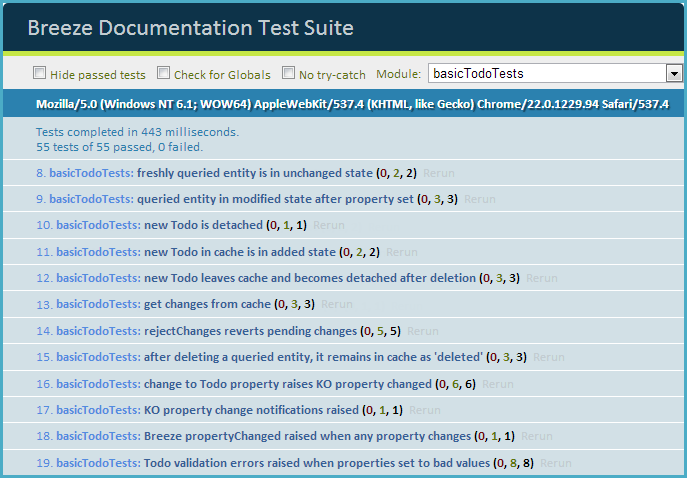 Breeze Documentation Test Suite
Hide passed tests Check for Globals No try-catch Module: basicTodoTests
Mozilla/5.0 (Windows NT 6.1; WOW64) AppleWebKit/537.4 (KHTML, like Gecko) Chrome/22.0.1229.94 Safari/537.4
Tests completed in 443 milliseconds.
55 tests of 55 passed, 0 failed.
8. basicTodoTests: freshly queried entity is in unchanged state (0, 2, 2) Rerun
9. basicTodoTests: queried entity in modified state after property set (0, 3, 3) Rerun
10. basicTodoTests: new Todo is detached (0, 1, 1) Rerun
11. basicTodoTests: new Todo in cache is in added state (0, 2, 2) Rerun
12. basicTodoTests: new Todo leaves cache and becomes detached after deletion (0, 3, 3) Rerun
13. basicTodoTests: get changes from cache (0, 3, 3) Rerun
14. basicTodoTests: rejectChanges reverts pending changes (0, 5, 5) Rerun
15. basicTodoTests: after deleting a queried entity, it remains in cache as 'deleted' (0, 3, 3) Rerun
16. basicTodoTests: change to Todo property raises KO property changed (0, 6, 6) Rerun
17. basicTodoTests: KO property change notifications raised (0, 1, 1) Rerun
18. basicTodoTests: Breeze propertyChanged raised when any property changes (0, 1, 1) Rerun
19. basicTodoTests: Todo validation errors raised when properties set to bad values (0, 8, 8) Rerun